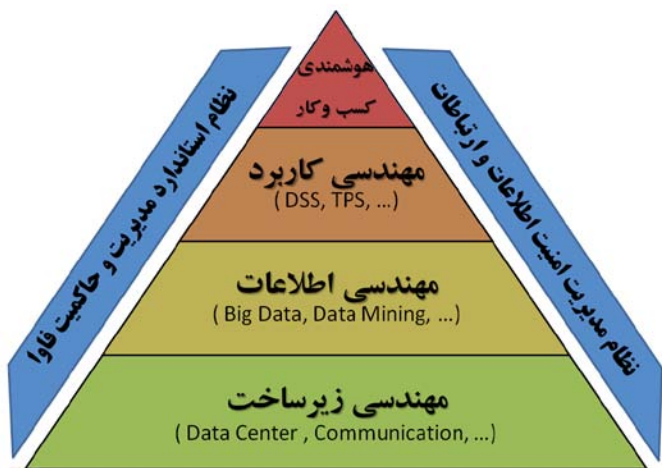 هوشمندی
کسب وکار
مهندسی کاربرد
( DSS, TPS, ...)
مهندسی اطلاعات
( Big Data, Data Mining, ...)
مهندسی زیرساخت
( Data Center , Communication, ...)
نظام مدیریت امنیت اطلاعات و ارتباطات
نظام استاندارد مدیریت و حاکمیت فاوا